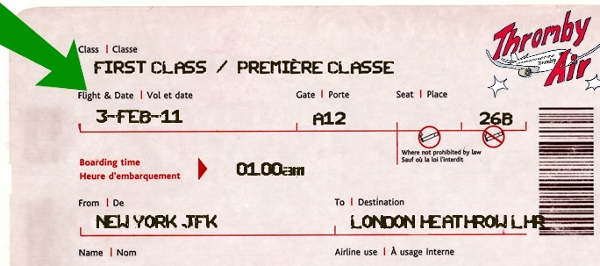 Class | Classe
FIRST CLASS / PREMIÈRE CLASSE
Thromby Air
Flight & Date | Vol et date
Gate | Porte
Seat | Place
3-FEB-11
A12
26B
Where not prohibited by law
Sauf où la loi l'interdit
Boarding time
Heure d'embarquement
01.00am
From | De
To | Destination
NEW YORK JFK
LONDON HEATHROW LHR
Name | Nom
Airline use | À usage Interne